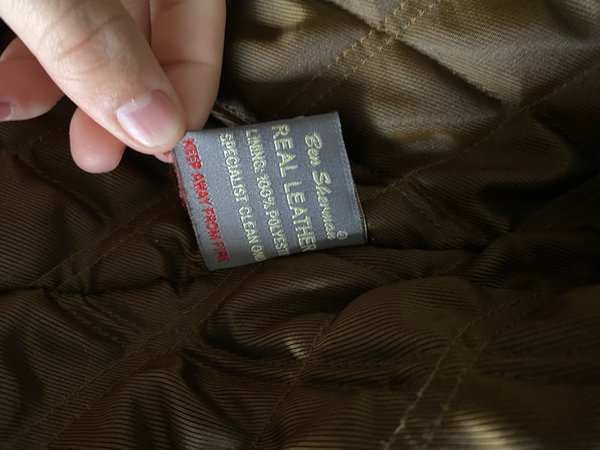 Ben Sherman®
REAL LEATHER
LINING: 100% POLYESTER
SPECIALIST CLEAN ONLY
KEEP AWAY FROM FIRE